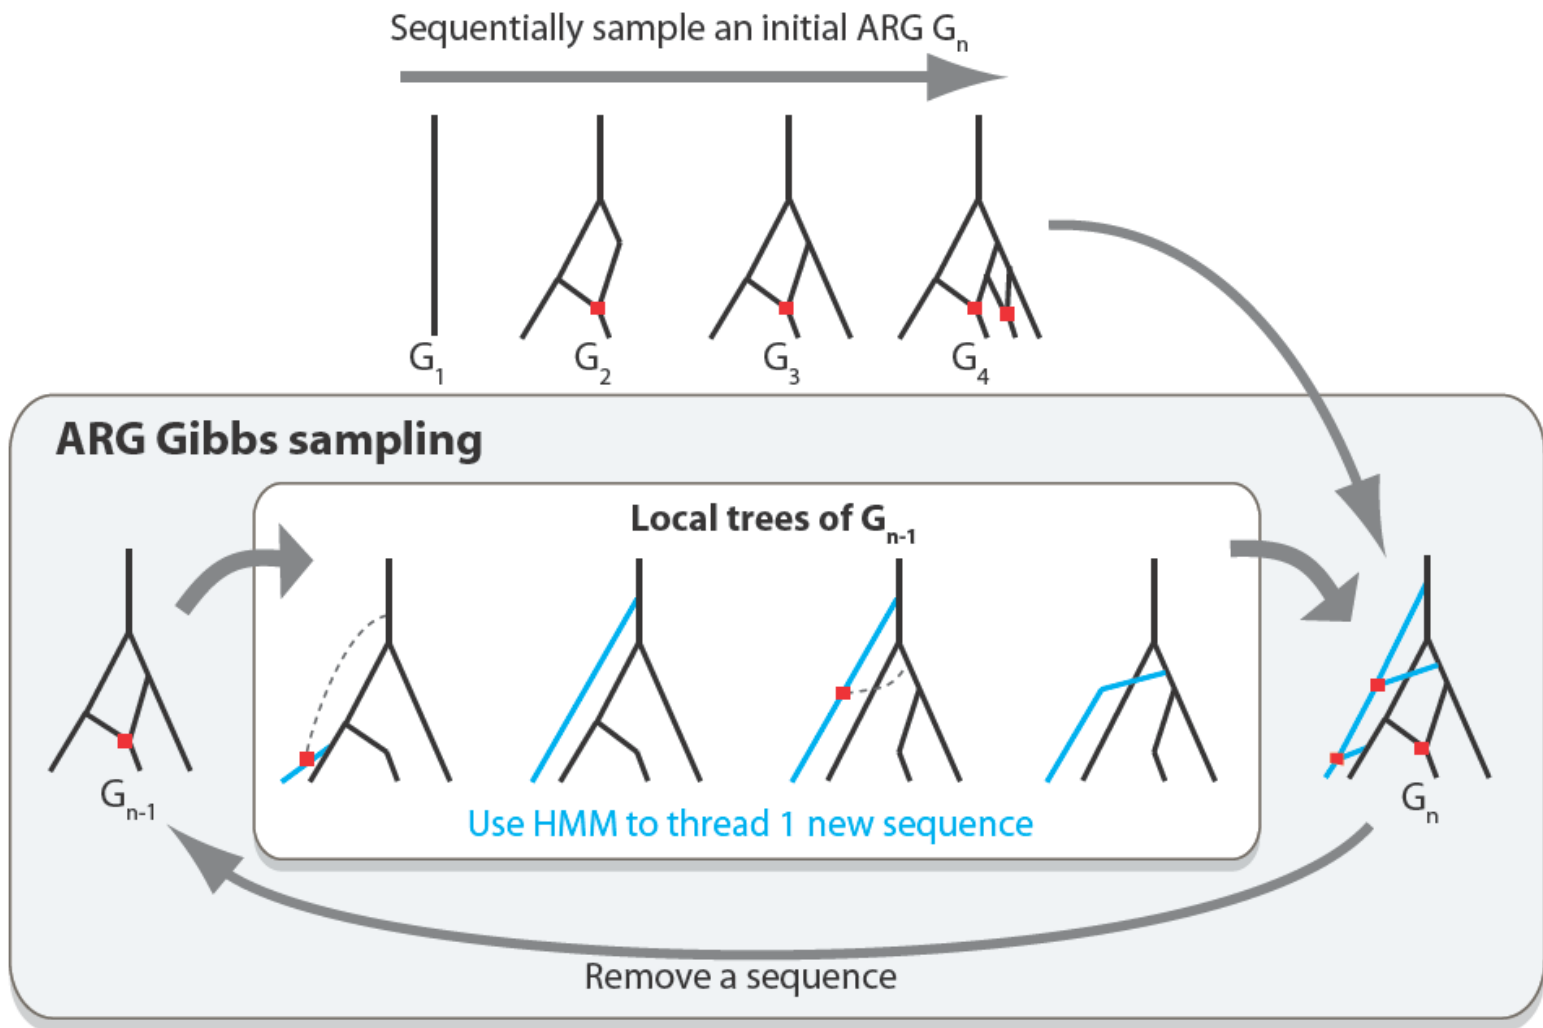 Sequentially sample an initial ARG Gn
G1
G2
G3
G4
ARG Gibbs sampling
Local trees of Gn-1
Gn-1
Use HMM to thread 1 new sequence
Gn
Remove a sequence